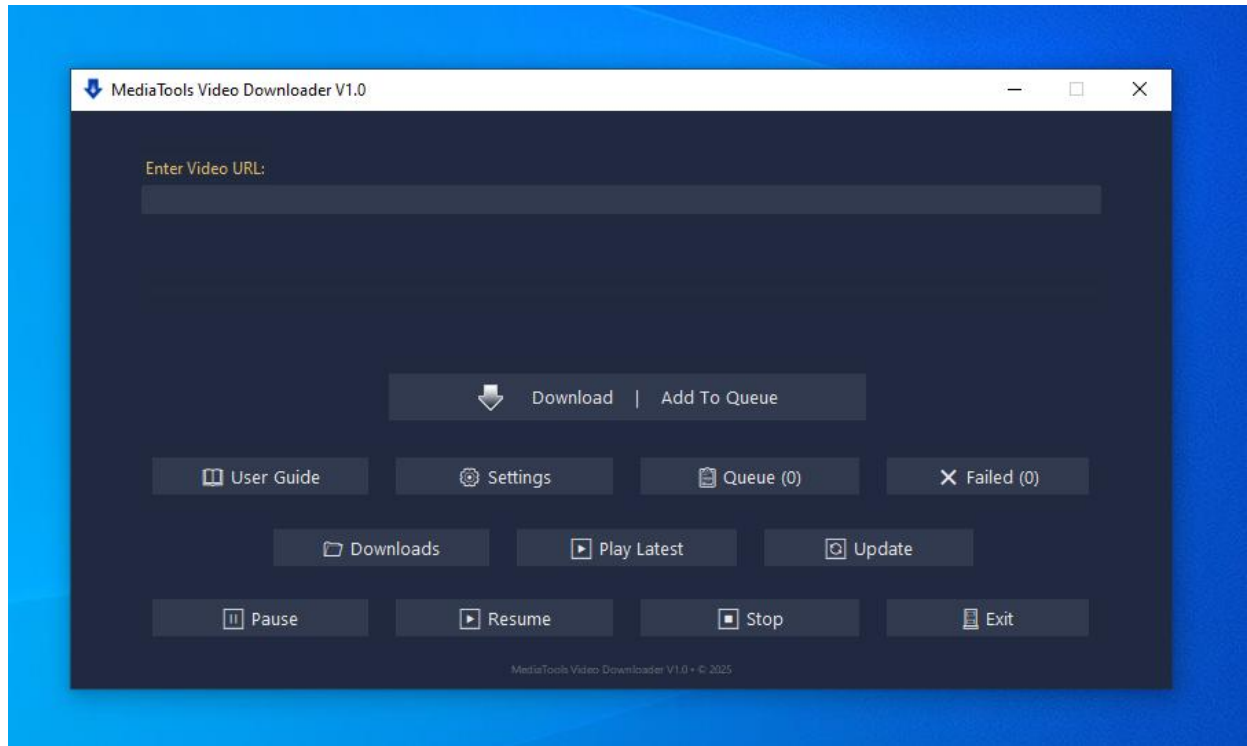 MediaTools Video Downloader V1.0
Enter Video URL:
Download | Add To Queue
User Guide Settings Queue (0) Failed (0)
Downloads Play Latest Update
Pause Resume Stop Exit
MediaTools Video Downloader V1.0 • © 2025